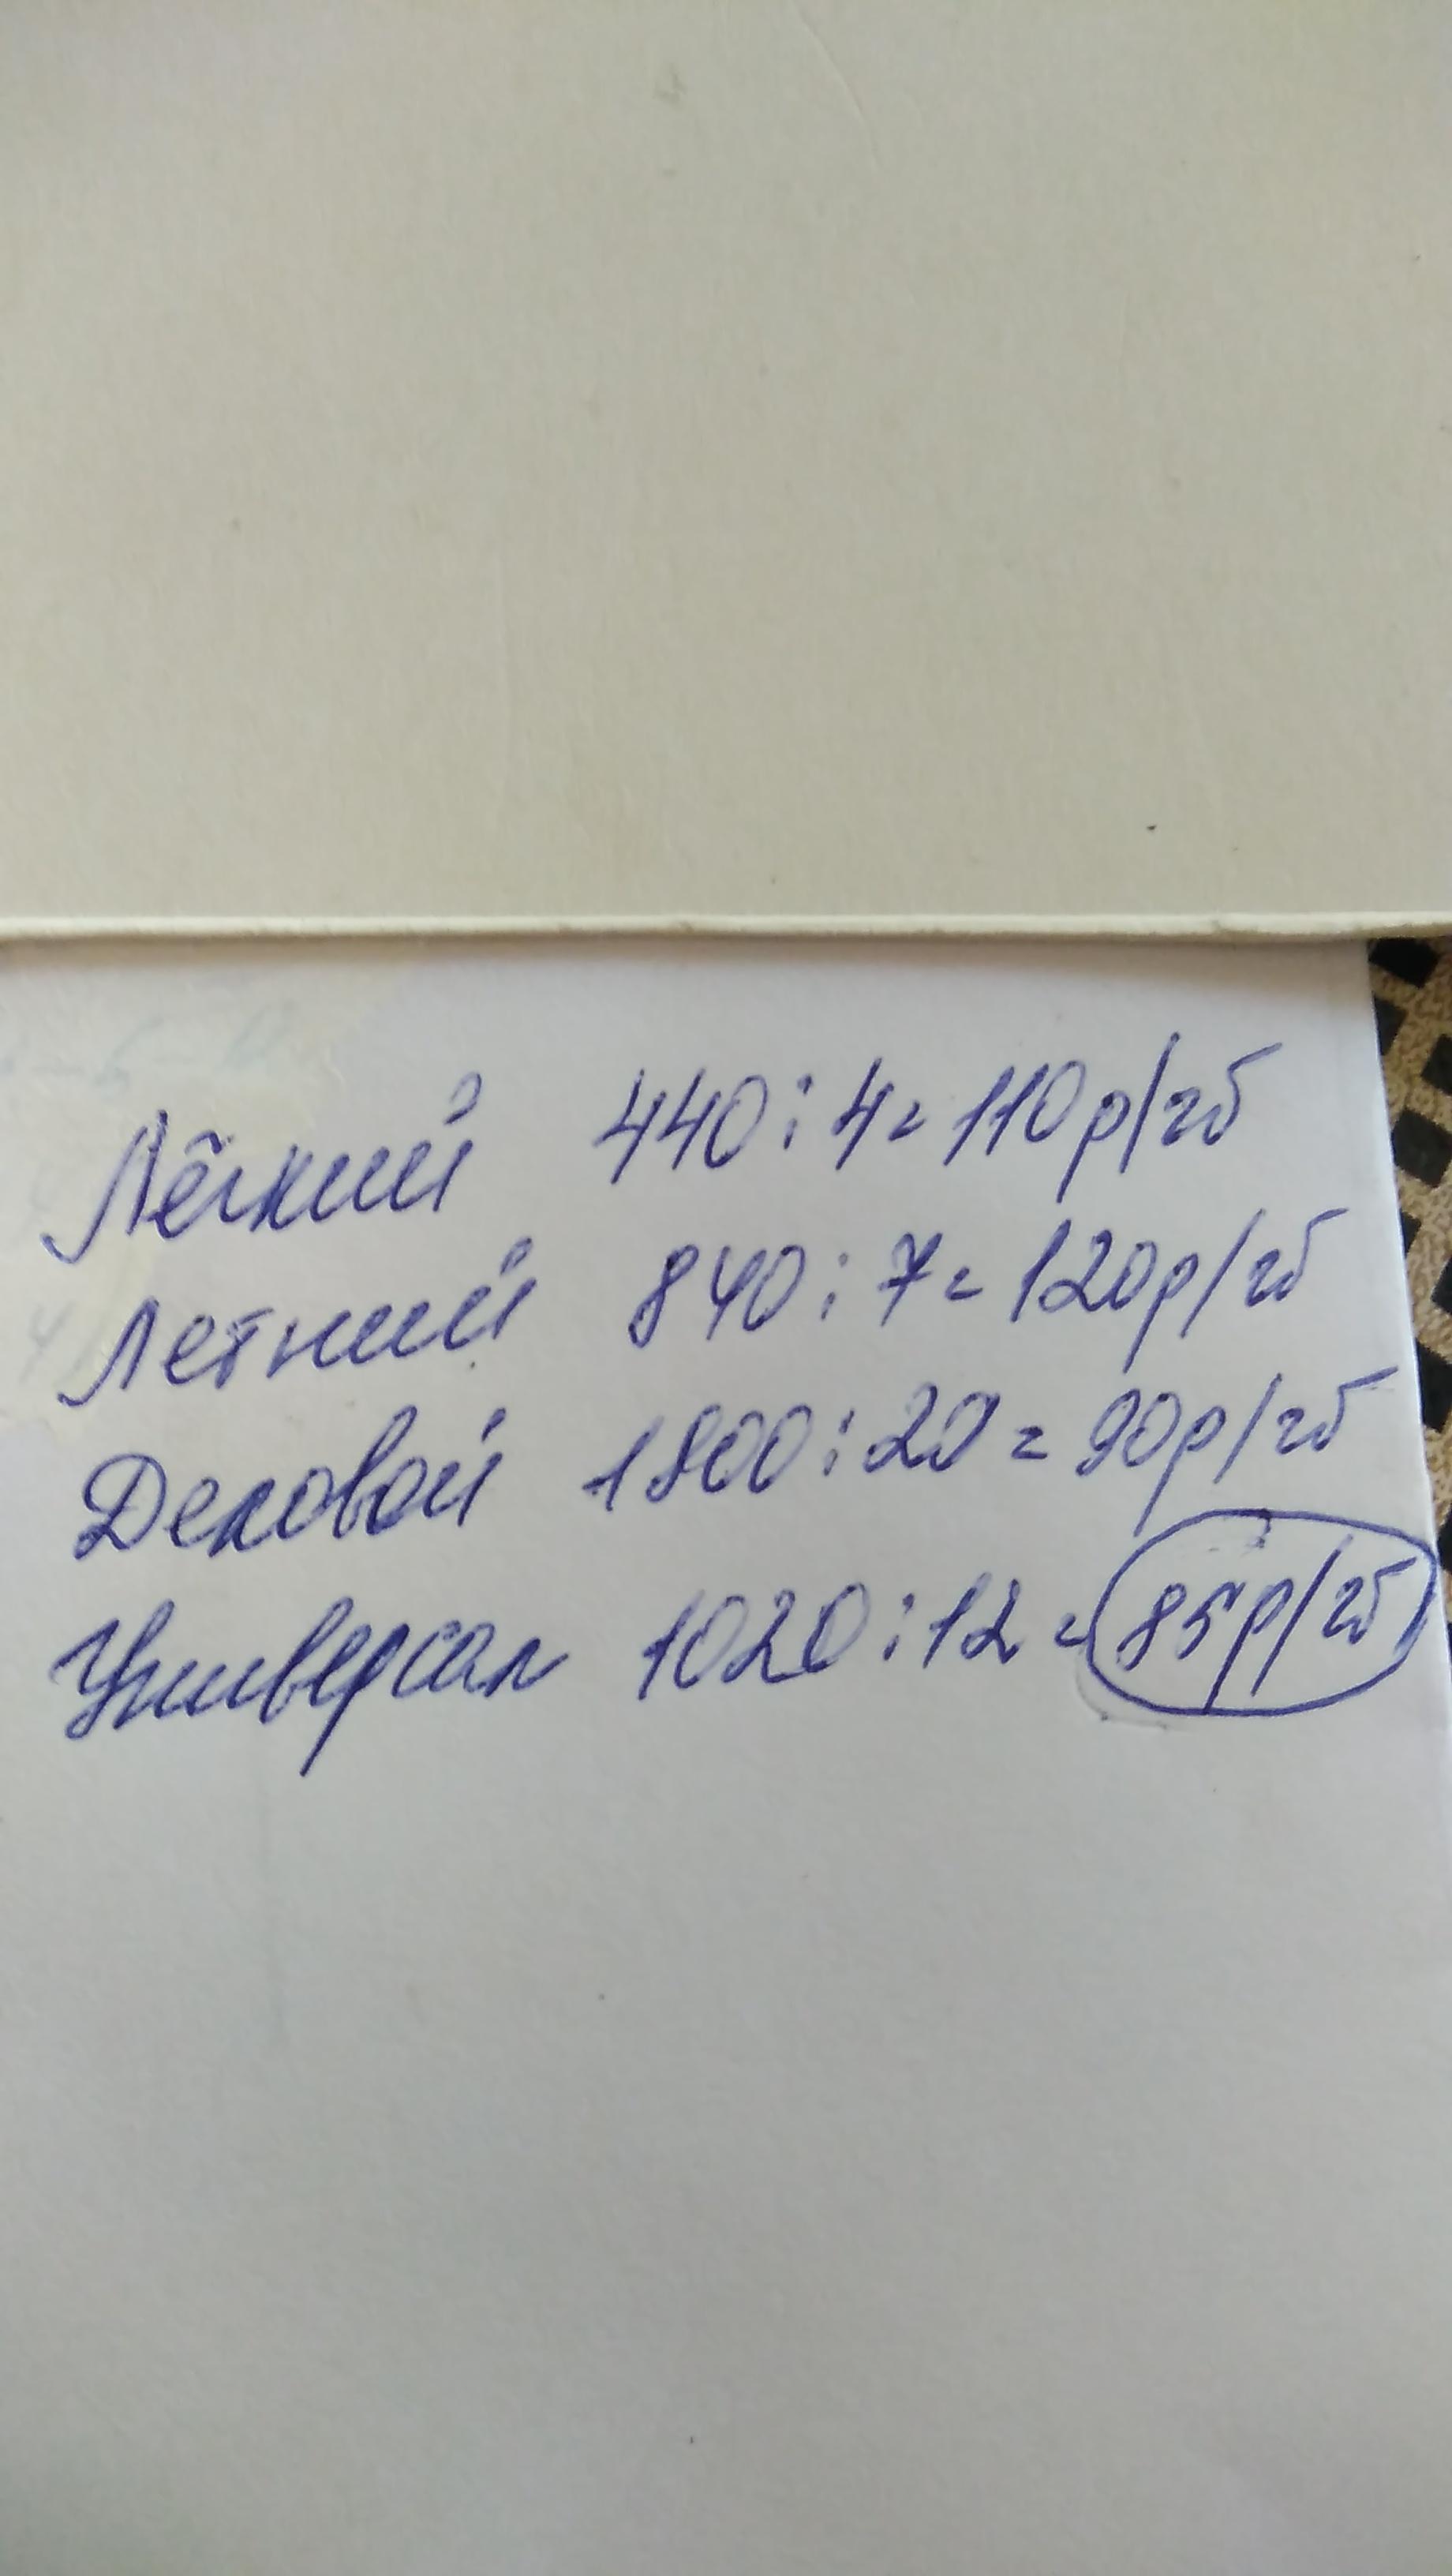 Лёгкий 440:4=110р/гб
Летний 840:7=120р/гб
Деловой 1800:20=90р/гб
Универсал 1020:12=85р/гб